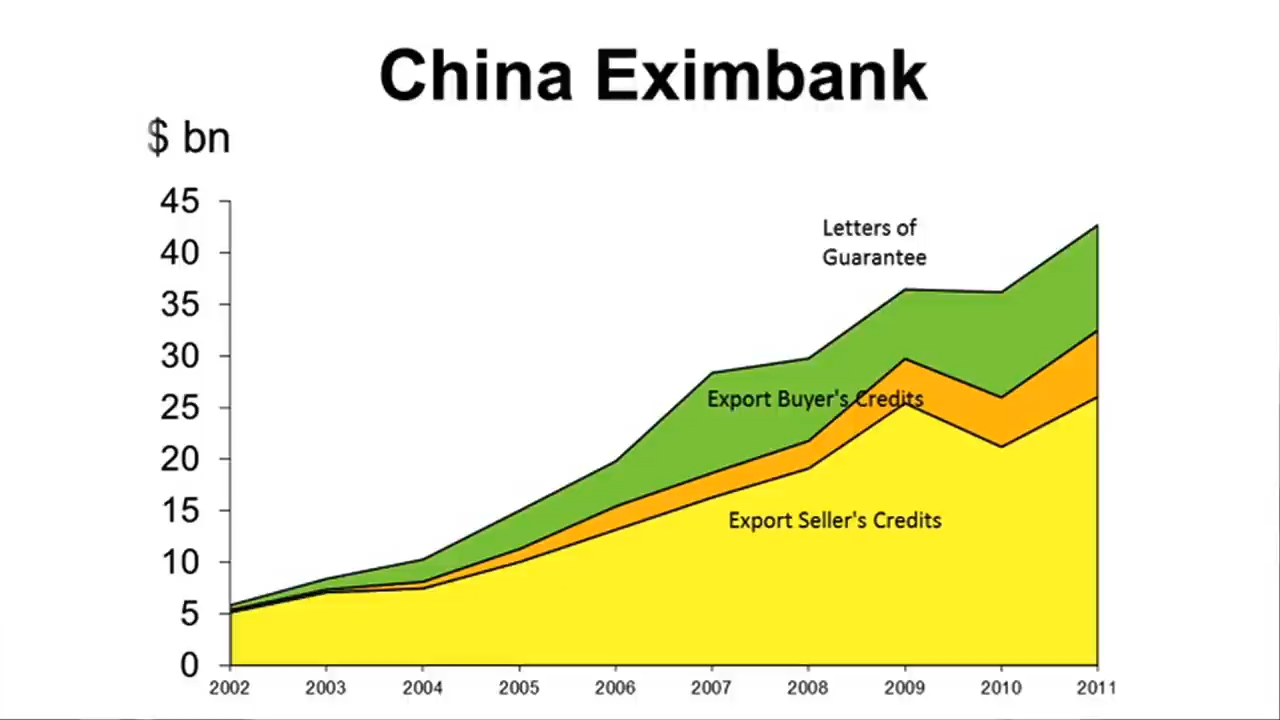 China Eximbank
$ bn
45
40
35
30
25
20
15
10
5
0
Letters of
Guarantee
Export Buyer's Credits
Export Seller's Credits
2002 2003 2004 2005 2006 2007 2008 2009 2010 2011